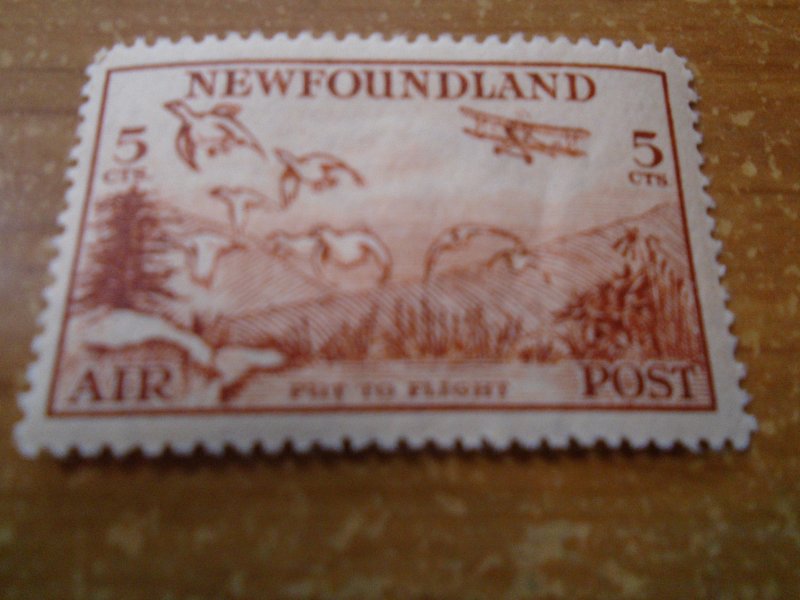 NEWFOUNDLAND
5 5
CTS. CTS
AIR PUT TO FLIGHT POST